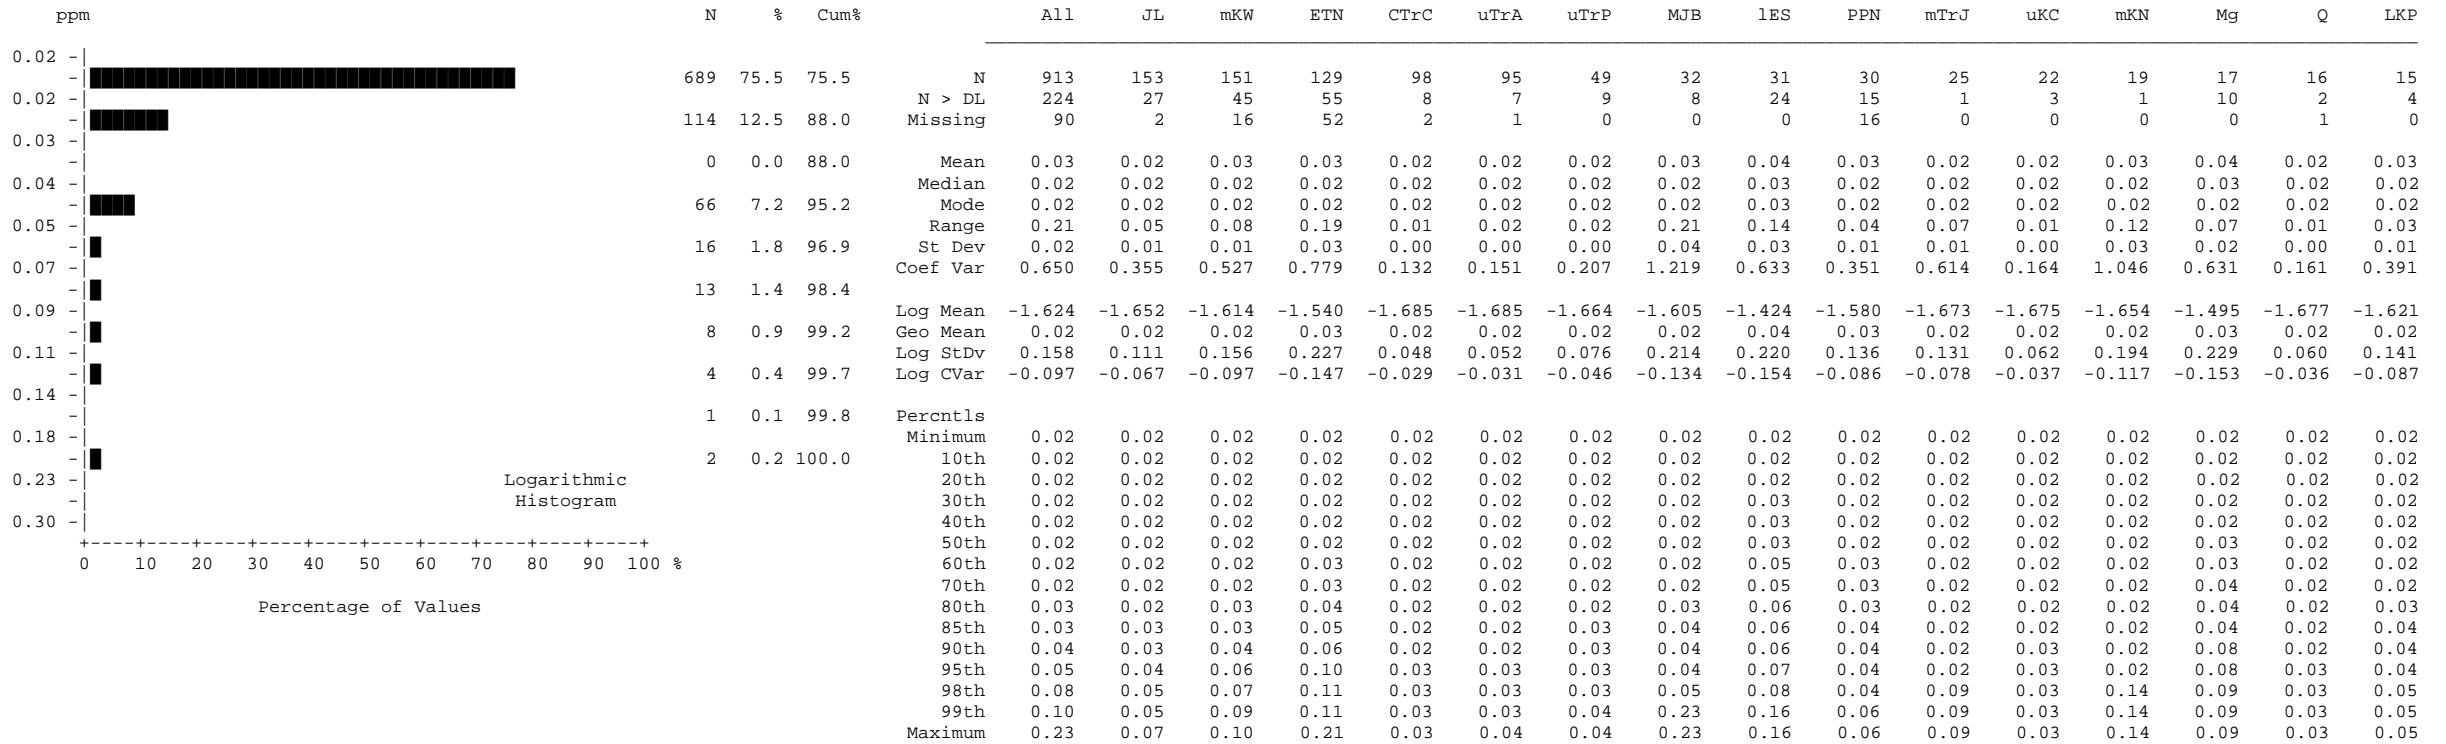 ppm N % Cum% All JL mKW ETN CTrC uTrA uTrP MJB lES PPN mTrJ uKC mKN Mg Q LKP
0.02
689 75.5 75.5 N 913 153 151 129 98 95 49 32 31 30 25 22 19 17 16 15
0.02 N > DL 224 27 45 55 8 7 9 8 24 15 1 3 1 10 2 4
114 12.5 88.0 Missing 90 2 16 52 2 1 0 0 0 16 0 0 0 0 1 0
0.03
0 0.0 88.0 Mean 0.03 0.02 0.03 0.03 0.02 0.02 0.02 0.03 0.04 0.03 0.02 0.02 0.03 0.04 0.02 0.03
0.04 Median 0.02 0.02 0.02 0.02 0.02 0.02 0.02 0.02 0.03 0.02 0.02 0.02 0.02 0.03 0.02 0.02
66 7.2 95.2 Mode 0.02 0.02 0.02 0.02 0.02 0.02 0.02 0.02 0.03 0.02 0.02 0.02 0.02 0.02 0.02 0.02
0.05 Range 0.21 0.05 0.08 0.19 0.01 0.02 0.02 0.21 0.14 0.04 0.07 0.01 0.12 0.07 0.01 0.03
16 1.8 96.9 St Dev 0.02 0.01 0.01 0.03 0.00 0.00 0.00 0.04 0.03 0.01 0.01 0.00 0.03 0.02 0.00 0.01
0.07 Coef Var 0.650 0.355 0.527 0.779 0.132 0.151 0.207 1.219 0.633 0.351 0.614 0.164 1.046 0.631 0.161 0.391
13 1.4 98.4
0.09 Log Mean -1.624 -1.652 -1.614 -1.540 -1.685 -1.685 -1.664 -1.605 -1.424 -1.580 -1.673 -1.675 -1.654 -1.495 -1.677 -1.621
8 0.9 99.2 Geo Mean 0.02 0.02 0.02 0.03 0.02 0.02 0.02 0.02 0.04 0.03 0.02 0.02 0.02 0.03 0.02 0.02
0.11 Log StDv 0.158 0.111 0.156 0.227 0.048 0.052 0.076 0.214 0.220 0.136 0.131 0.062 0.194 0.229 0.060 0.141
4 0.4 99.7 Log CVar -0.097 -0.067 -0.097 -0.147 -0.029 -0.031 -0.046 -0.134 -0.154 -0.086 -0.078 -0.037 -0.117 -0.153 -0.036 -0.087
0.14
1 0.1 99.8 Percntls
0.18 Minimum 0.02 0.02 0.02 0.02 0.02 0.02 0.02 0.02 0.02 0.02 0.02 0.02 0.02 0.02 0.02 0.02
2 0.2 100.0 10th 0.02 0.02 0.02 0.02 0.02 0.02 0.02 0.02 0.02 0.02 0.02 0.02 0.02 0.02 0.02 0.02
0.23 Logarithmic 20th 0.02 0.02 0.02 0.02 0.02 0.02 0.02 0.02 0.02 0.02 0.02 0.02 0.02 0.02 0.02 0.02
Histogram 30th 0.02 0.02 0.02 0.02 0.02 0.02 0.02 0.02 0.03 0.02 0.02 0.02 0.02 0.02 0.02 0.02
0.30 40th 0.02 0.02 0.02 0.02 0.02 0.02 0.02 0.02 0.03 0.02 0.02 0.02 0.02 0.02 0.02 0.02
50th 0.02 0.02 0.02 0.02 0.02 0.02 0.02 0.02 0.03 0.02 0.02 0.02 0.02 0.03 0.02 0.02
0 10 20 30 40 50 60 70 80 90 100 % 60th 0.02 0.02 0.02 0.03 0.02 0.02 0.02 0.02 0.05 0.03 0.02 0.02 0.02 0.03 0.02 0.02
70th 0.02 0.02 0.02 0.03 0.02 0.02 0.02 0.02 0.05 0.03 0.02 0.02 0.02 0.04 0.02 0.02
Percentage of Values 80th 0.03 0.02 0.03 0.04 0.02 0.02 0.02 0.03 0.06 0.03 0.02 0.02 0.02 0.04 0.02 0.03
85th 0.03 0.03 0.03 0.05 0.02 0.02 0.03 0.04 0.06 0.04 0.02 0.02 0.02 0.04 0.02 0.04
90th 0.04 0.03 0.04 0.06 0.02 0.02 0.03 0.04 0.06 0.04 0.02 0.03 0.02 0.08 0.02 0.04
95th 0.05 0.04 0.06 0.10 0.03 0.03 0.03 0.04 0.07 0.04 0.02 0.03 0.02 0.08 0.03 0.04
98th 0.08 0.05 0.07 0.11 0.03 0.03 0.03 0.05 0.08 0.04 0.09 0.03 0.14 0.09 0.03 0.05
99th 0.10 0.05 0.09 0.11 0.03 0.03 0.04 0.23 0.16 0.06 0.09 0.03 0.14 0.09 0.03 0.05
Maximum 0.23 0.07 0.10 0.21 0.03 0.04 0.04 0.23 0.16 0.06 0.09 0.03 0.14 0.09 0.03 0.05